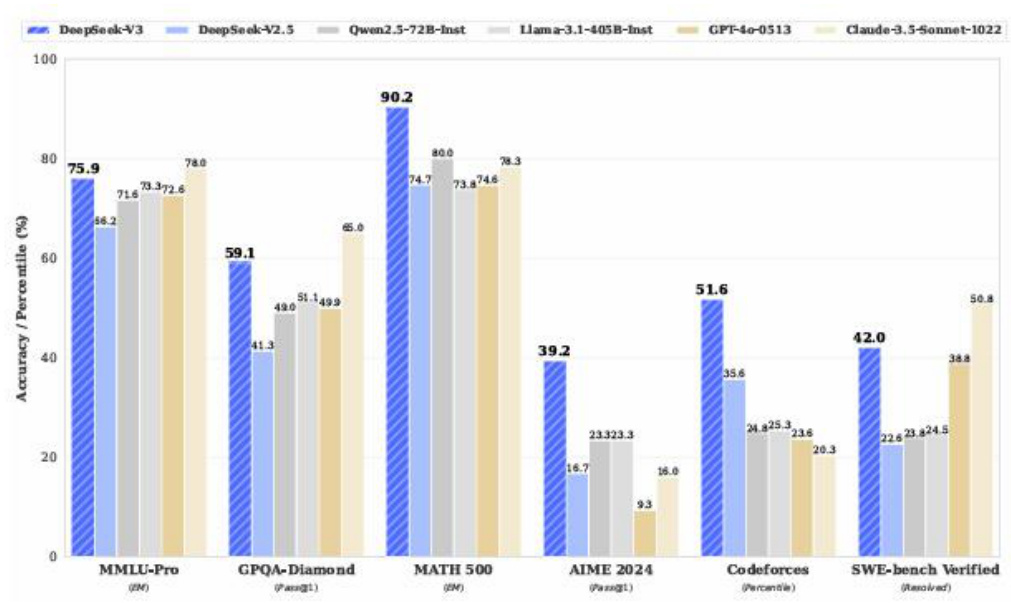 DeepSeek-V3 DeepSeek-V2.5 Qwen2.5-72B-Inst Llama-3.1-405B-Inst GPT-4o-0513 Claude-3.5-Sonnet-1022
Accuracy / Percentile (%)
100
80
60
40
20
0
75.9 66.2 71.6 73.3 72.6 78.0
59.1 41.3 49.0 51.1 49.9 65.0
90.2 74.7 80.0 73.8 74.6 78.3
39.2 16.7 23.3 23.3 9.3 16.0
51.6 35.6 24.8 25.3 23.6 20.3
42.0 22.6 23.8 24.5 38.8 50.8
MMLU-Pro GPQA-Diamond MATH 500 AIME 2024 Codeforces SWE-bench Verified
(EM) (Pass@1) (EM) (Pass@1) (Percentile) (Resolved)